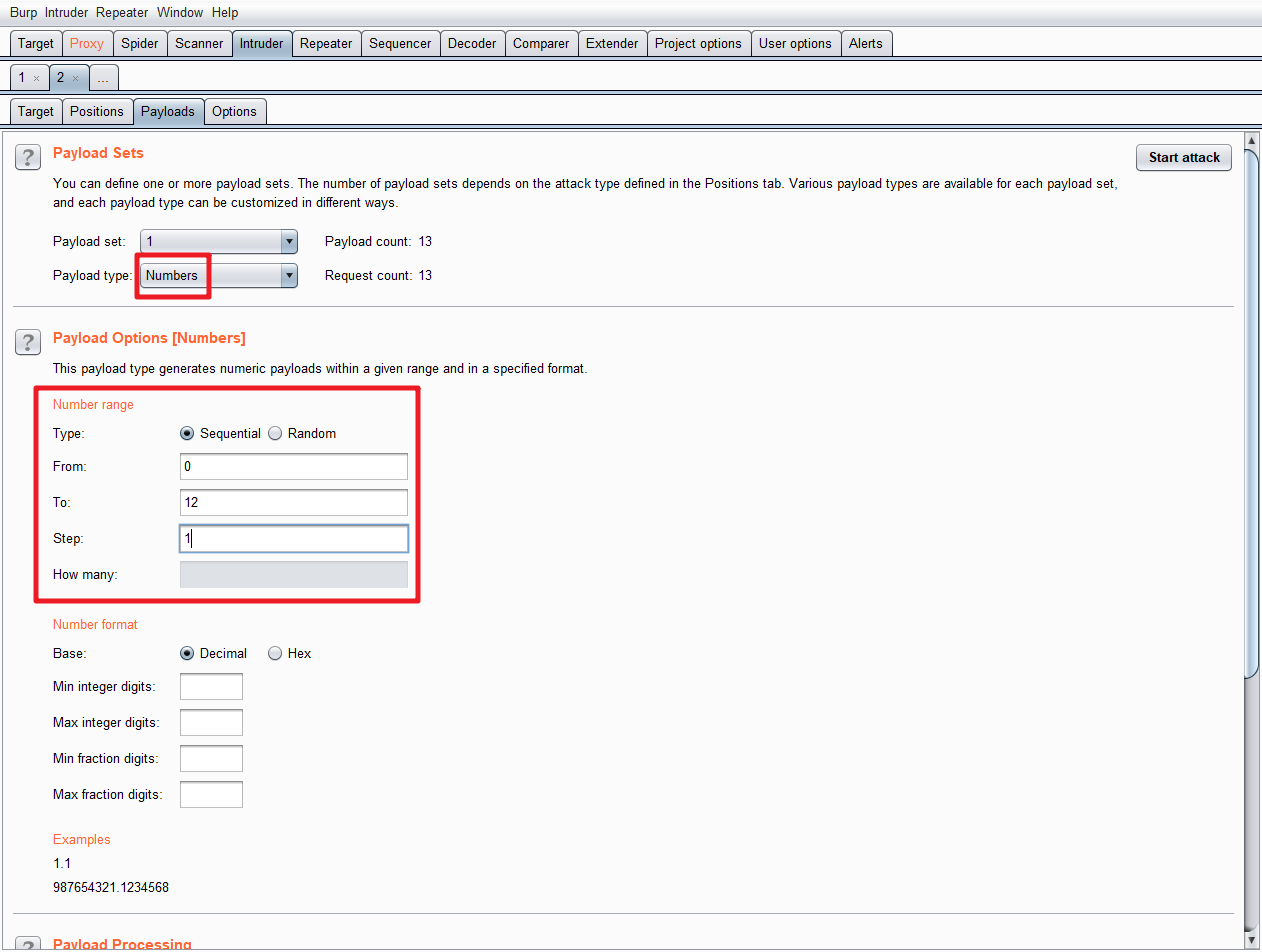 Burp Intruder Repeater Window Help
Target Proxy Spider Scanner Intruder Repeater Sequencer Decoder Comparer Extender Project options User options Alerts
1 × 2 × ...
Target Positions Payloads Options
? Payload Sets Start attack
You can define one or more payload sets. The number of payload sets depends on the attack type defined in the Positions tab. Various payload types are available for each payload set,
and each payload type can be customized in different ways.
Payload set: 1 Payload count: 13
Payload type: Numbers Request count: 13
? Payload Options [Numbers]
This payload type generates numeric payloads within a given range and in a specified format.
Number range
Type: Sequential Random
From: 0
To: 12
Step: 1
How many:
Number format
Base: Decimal Hex
Min integer digits:
Max integer digits:
Min fraction digits:
Max fraction digits:
Examples
1.1
987654321.1234568
? Payload Processing